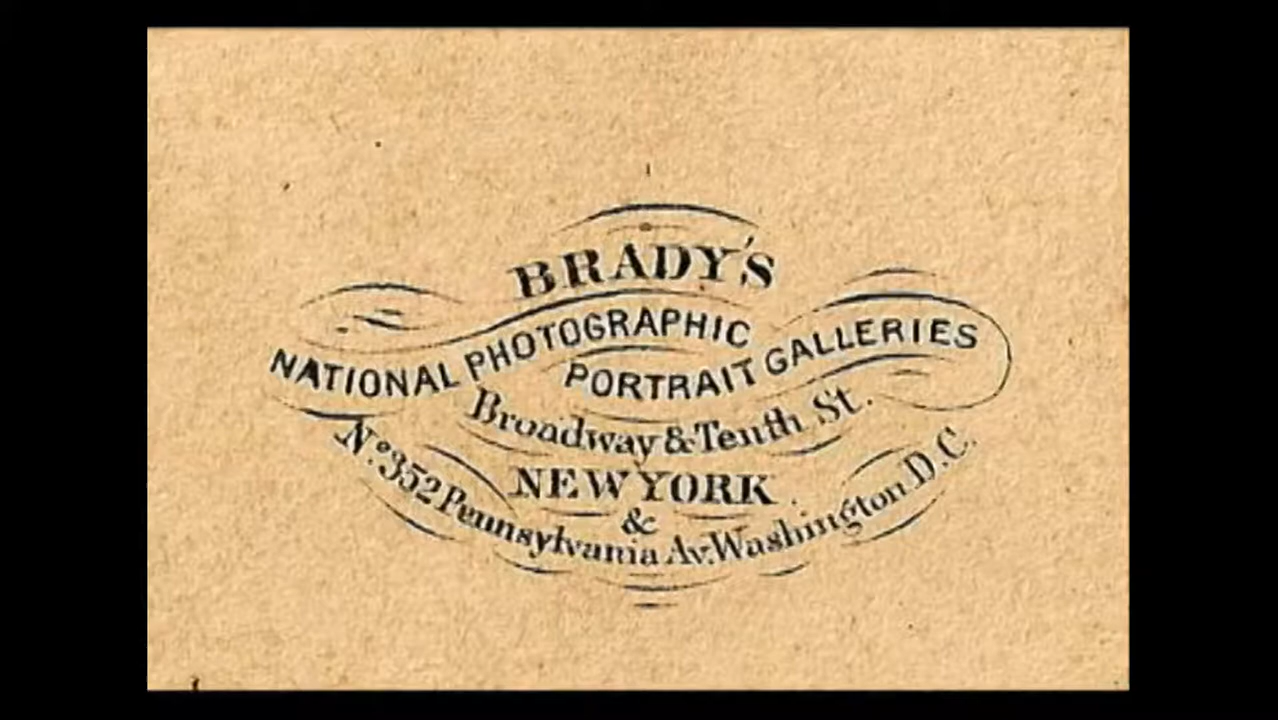 BRADY'S
NATIONAL PHOTOGRAPHIC
PORTRAIT GALLERIES
Broadway & Tenth St.
NEW YORK
&
No. 352 Pennsylvania Av. Washington D.C.